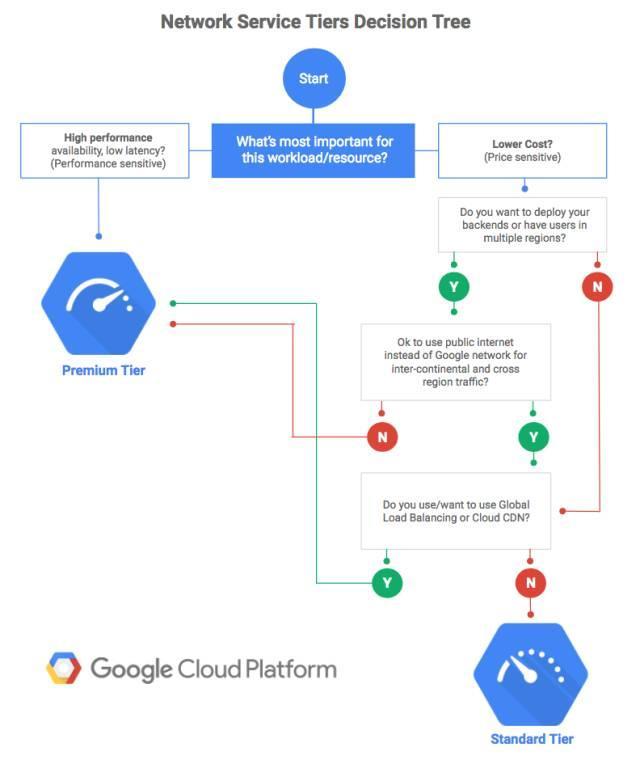 Network Service Tiers Decision Tree
Start
High performance
availability, low latency?
(Performance sensitive)
What's most important for
this workload/resource?
Lower Cost?
(Price sensitive)
Do you want to deploy your
backends or have users in
multiple regions?
Y
N
Premium Tier
Ok to use public internet
instead of Google network for
inter-continental and cross
region traffic?
N
Y
Do you use/want to use Global
Load Balancing or Cloud CDN?
Y
N
Google Cloud Platform
Standard Tier